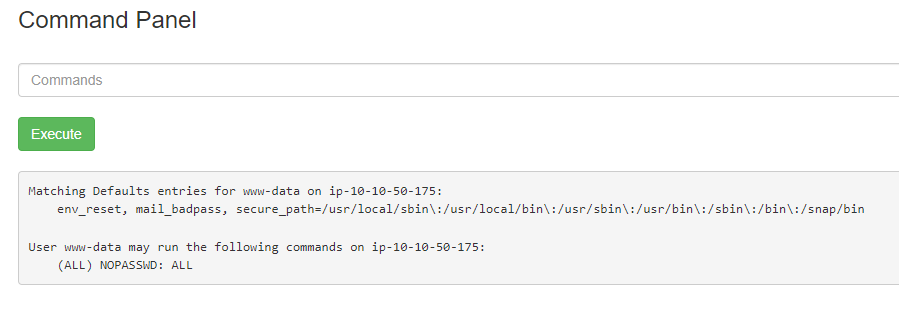 Command Panel
Commands
Execute
Matching Defaults entries for www-data on ip-10-10-50-175:
    env_reset, mail_badpass, secure_path=/usr/local/sbin\:/usr/local/bin\:/usr/sbin\:/usr/bin\:/sbin\:/bin\:/snap/bin
User www-data may run the following commands on ip-10-10-50-175:
    (ALL) NOPASSWD: ALL